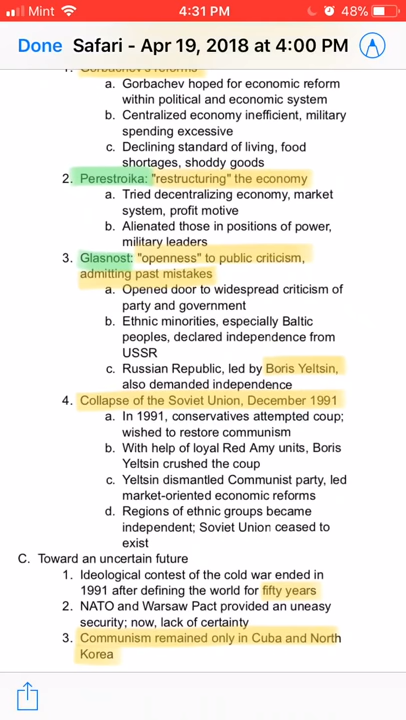 Mint 4:31 PM 48%
Done Safari - Apr 19, 2018 at 4:00 PM
1. Gorbachev's reforms
a. Gorbachev hoped for economic reform
within political and economic system
b. Centralized economy inefficient, military
spending excessive
c. Declining standard of living, food
shortages, shoddy goods
2. Perestroika: "restructuring" the economy
a. Tried decentralizing economy, market
system, profit motive
b. Alienated those in positions of power,
military leaders
3. Glasnost: "openness" to public criticism,
admitting past mistakes
a. Opened door to widespread criticism of
party and government
b. Ethnic minorities, especially Baltic
peoples, declared independence from
USSR
c. Russian Republic, led by Boris Yeltsin,
also demanded independence
4. Collapse of the Soviet Union, December 1991
a. In 1991, conservatives attempted coup;
wished to restore communism
b. With help of loyal Red Amy units, Boris
Yeltsin crushed the coup
c. Yeltsin dismantled Communist party, led
market-oriented economic reforms
d. Regions of ethnic groups became
independent; Soviet Union ceased to
exist
C. Toward an uncertain future
1. Ideological contest of the cold war ended in
1991 after defining the world for fifty years
2. NATO and Warsaw Pact provided an uneasy
security; now, lack of certainty
3. Communism remained only in Cuba and North
Korea